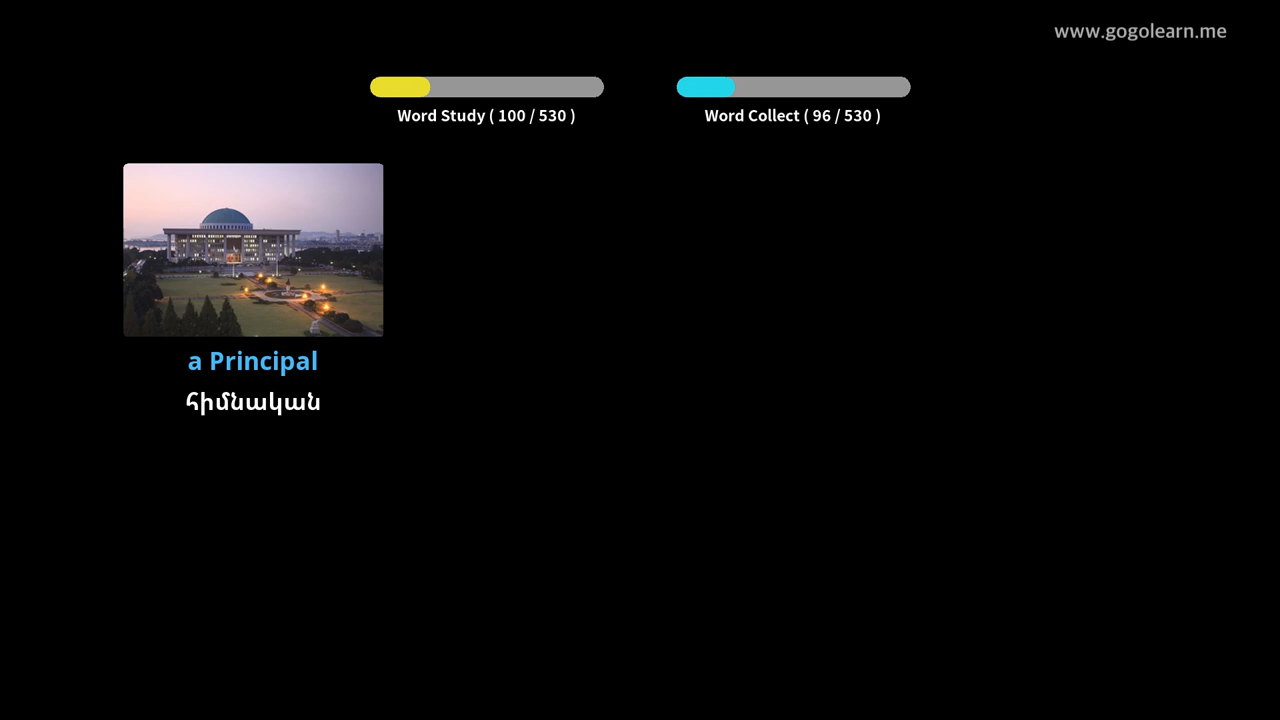 www.gogolearn.me
Word Study ( 100 / 530 )
Word Collect ( 96 / 530 )
a Principal
հիմնական